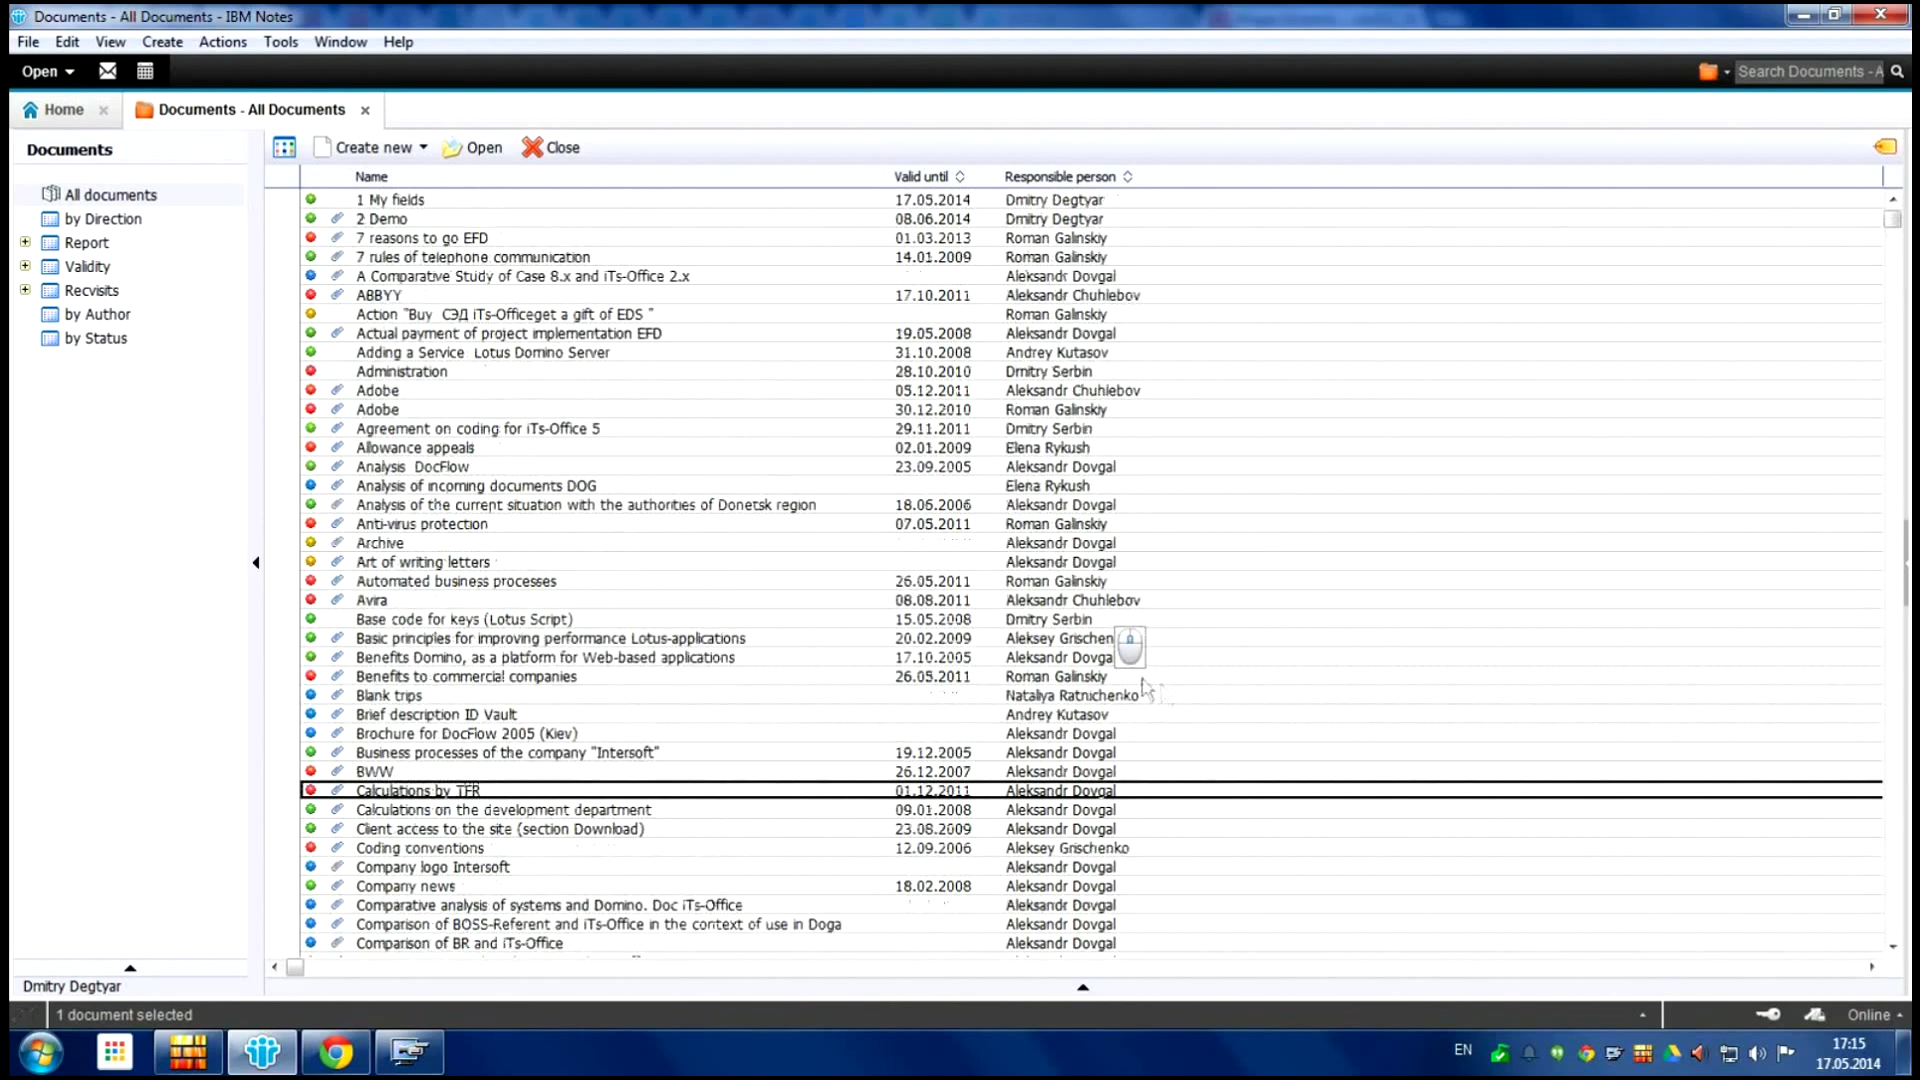 Documents - All Documents - IBM Notes
File Edit View Create Actions Tools Window Help
Open Search Documents - A
Home Documents - All Documents
Documents
All documents
by Direction
Report
Validity
Recvisits
by Author
by Status
Create new Open Close
Name Valid until Responsible person
1 My fields 17.05.2014 Dmitry Degtyar
2 Demo 08.06.2014 Dmitry Degtyar
7 reasons to go EFD 01.03.2013 Roman Galinskiy
7 rules of telephone communication 14.01.2009 Roman Galinskiy
A Comparative Study of Case 8.x and iTs-Office 2.x Aleksandr Dovgal
ABBYY 17.10.2011 Aleksandr Chuhlebov
Action "Buy СЭД iTs-Officeget a gift of EDS " Roman Galinskiy
Actual payment of project implementation EFD 19.05.2008 Aleksandr Dovgal
Adding a Service Lotus Domino Server 31.10.2008 Andrey Kutasov
Administration 28.10.2010 Dmitry Serbin
Adobe 05.12.2011 Aleksandr Chuhlebov
Adobe 30.12.2010 Roman Galinskiy
Agreement on coding for iTs-Office 5 29.11.2011 Dmitry Serbin
Allowance appeals 02.01.2009 Elena Rykush
Analysis DocFlow 23.09.2005 Aleksandr Dovgal
Analysis of incoming documents DOG Elena Rykush
Analysis of the current situation with the authorities of Donetsk region 18.06.2006 Aleksandr Dovgal
Anti-virus protection 07.05.2011 Roman Galinskiy
Archive Aleksandr Dovgal
Art of writing letters Aleksandr Dovgal
Automated business processes 26.05.2011 Roman Galinskiy
Avira 08.08.2011 Aleksandr Chuhlebov
Base code for keys (Lotus Script) 15.05.2008 Dmitry Serbin
Basic principles for improving performance Lotus-applications 20.02.2009 Aleksey Grischen
Benefits Domino, as a platform for Web-based applications 17.10.2005 Aleksandr Dovga
Benefits to commercial companies 26.05.2011 Roman Galinskiy
Blank trips Nataliya Ratnichenko
Brief description ID Vault Andrey Kutasov
Brochure for DocFlow 2005 (Kiev) Aleksandr Dovgal
Business processes of the company "Intersoft" 19.12.2005 Aleksandr Dovgal
BWW 26.12.2007 Aleksandr Dovgal
Calculations by TFR 01.12.2011 Aleksandr Dovgal
Calculations on the development department 09.01.2008 Aleksandr Dovgal
Client access to the site (section Download) 23.08.2009 Aleksandr Dovgal
Coding conventions 12.09.2006 Aleksey Grischenko
Company logo Intersoft Aleksandr Dovgal
Company news 18.02.2008 Aleksandr Dovgal
Comparative analysis of systems and Domino. Doc iTs-Office Aleksandr Dovgal
Comparison of BOSS-Referent and iTs-Office in the context of use in Doga Aleksandr Dovgal
Comparison of BR and iTs-Office Aleksandr Dovgal
Dmitry Degtyar
1 document selected Online
EN 17:15
17.05.2014